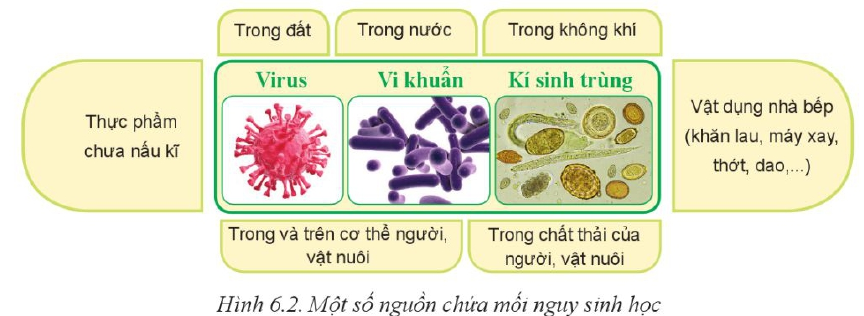 Trong đất
Trong nước
Trong không khí
Thực phẩm
chưa nấu kĩ
Virus
Vi khuẩn
Kí sinh trùng
Vật dụng nhà bếp
(khăn lau, máy xay,
thớt, dao,...)
Trong và trên cơ thể người,
vật nuôi
Trong chất thải của
người, vật nuôi
Hình 6.2. Một số nguồn chứa mối nguy sinh học